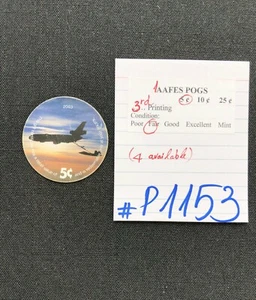 AAFES POGS
5¢ 10¢ 25¢
3rd Printing
Condition:
Poor Fair Good Excellent Mint
(4 available)
#P1153
5¢